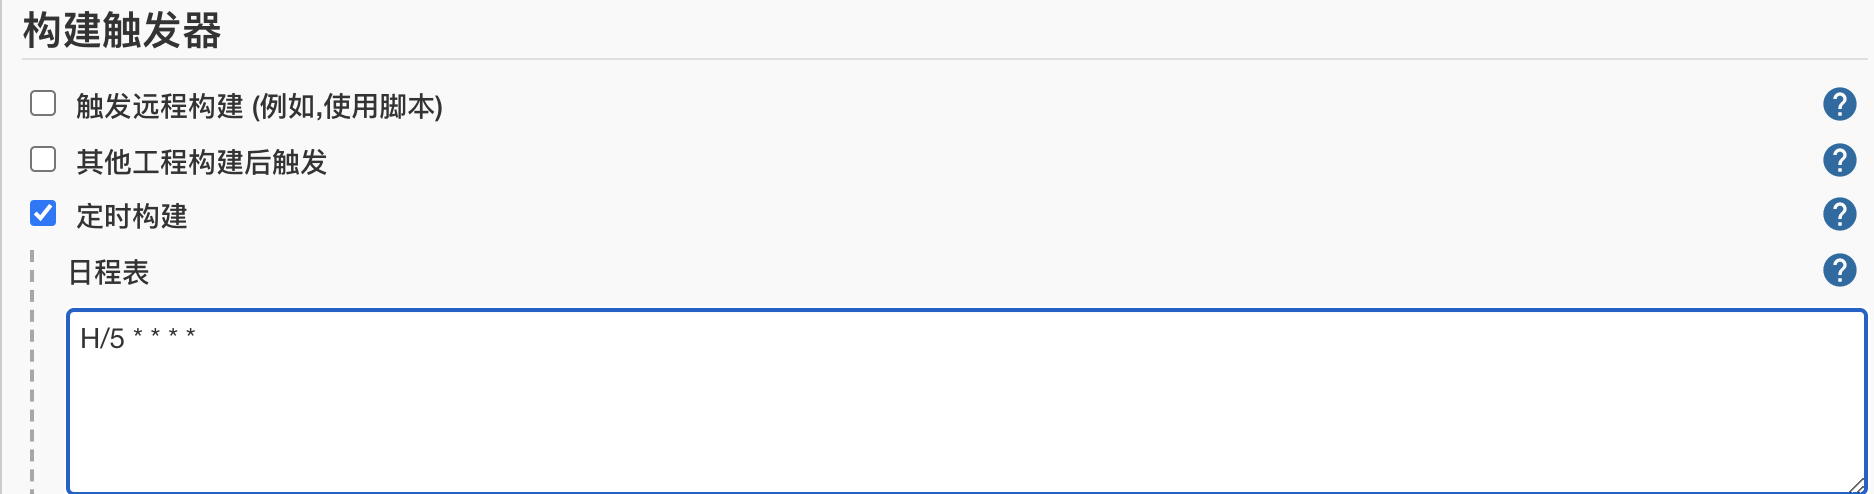 构建触发器
触发远程构建 (例如,使用脚本)
?
其他工程构建后触发
?
定时构建
?
日程表
?
H/5 * * * *